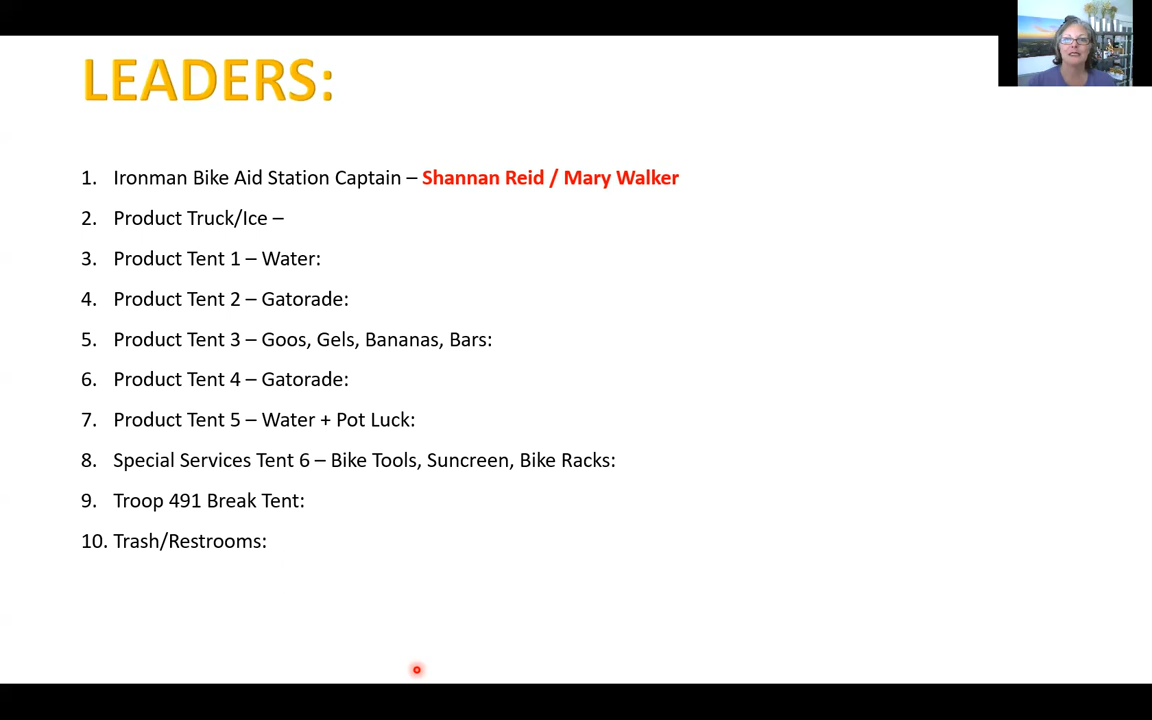 LEADERS:
1. Ironman Bike Aid Station Captain – Shannan Reid / Mary Walker
2. Product Truck/Ice –
3. Product Tent 1 – Water:
4. Product Tent 2 – Gatorade:
5. Product Tent 3 – Goos, Gels, Bananas, Bars:
6. Product Tent 4 – Gatorade:
7. Product Tent 5 – Water + Pot Luck:
8. Special Services Tent 6 – Bike Tools, Suncreen, Bike Racks:
9. Troop 491 Break Tent:
10. Trash/Restrooms: